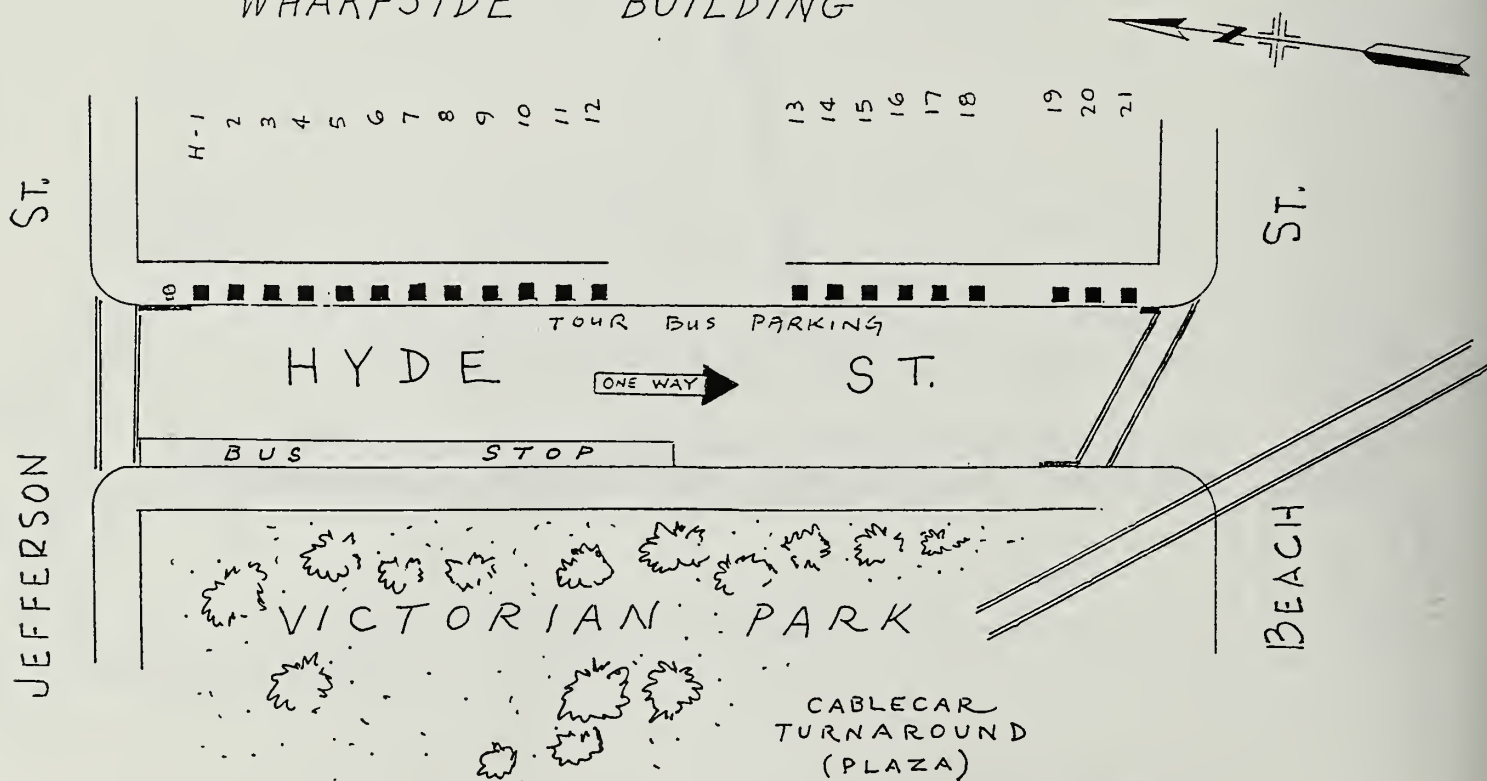 WHARFSIDE BUILDING
N
H-1 2 3 4 5 6 7 8 9 10 11 12 13 14 15 16 17 18 19 20 21
ST.
ST.
TOUR BUS PARKING
HYDE ST.
ONE WAY
BUS STOP
JEFFERSON
BEACH
VICTORIAN PARK
CABLECAR
TURNAROUND
(PLAZA)